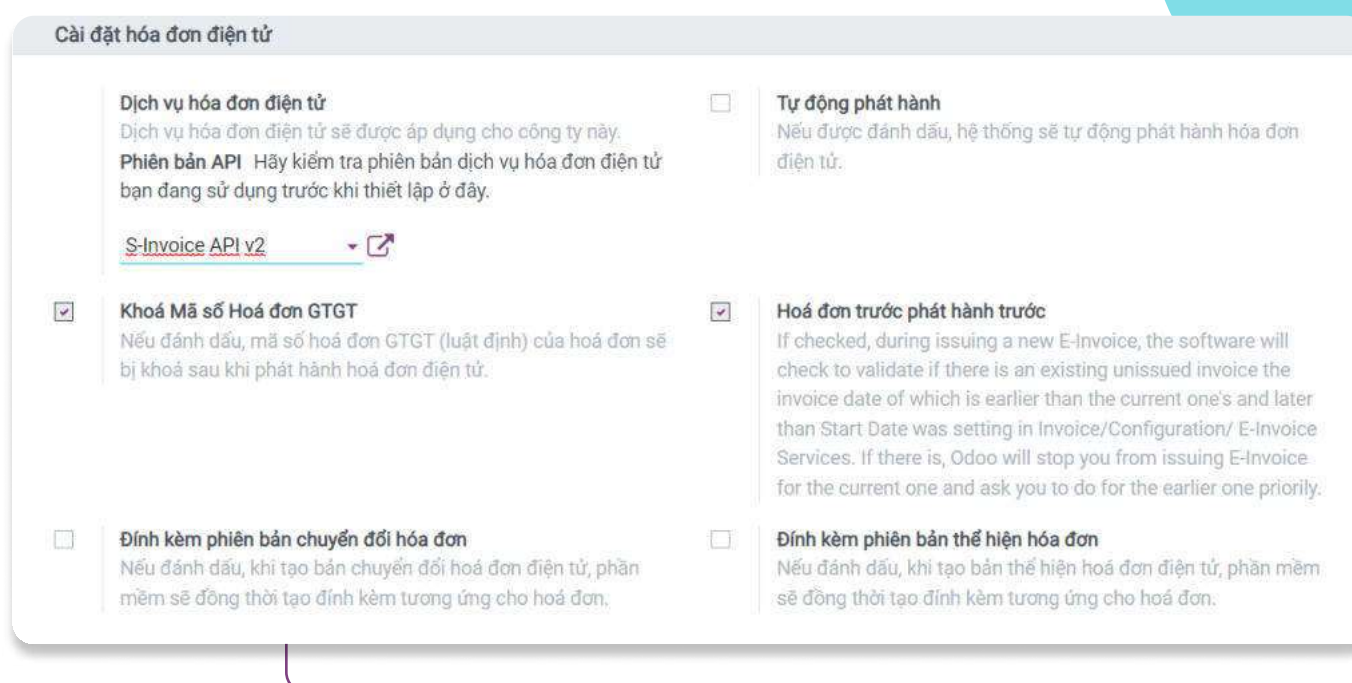 Cài đặt hóa đơn điện tử
Dịch vụ hóa đơn điện tử
Dịch vụ hóa đơn điện tử sẽ được áp dụng cho công ty này.
Phiên bản API Hãy kiểm tra phiên bản dịch vụ hóa đơn điện tử
bạn đang sử dụng trước khi thiết lập ở đây.
S-Invoice API v2
Tự động phát hành
Nếu được đánh dấu, hệ thống sẽ tự động phát hành hóa đơn
điện tử.
Khoá Mã số Hoá đơn GTGT
Nếu đánh dấu, mã số hoá đơn GTGT (luật định) của hoá đơn sẽ
bị khoá sau khi phát hành hoá đơn điện tử.
Hoá đơn trước phát hành trước
If checked, during issuing a new E-Invoice, the software will
check to validate if there is an existing unissued invoice the
invoice date of which is earlier than the current one's and later
than Start Date was setting in Invoice/Configuration/ E-Invoice
Services. If there is, Odoo will stop you from issuing E-Invoice
for the current one and ask you to do for the earlier one priorily.
Đính kèm phiên bản chuyển đổi hóa đơn
Nếu đánh dấu, khi tạo bản chuyển đổi hoá đơn điện tử, phần
mềm sẽ đồng thời tạo đính kèm tương ứng cho hoá đơn.
Đính kèm phiên bản thể hiện hóa đơn
Nếu đánh dấu, khi tạo bản thể hiện hoá đơn điện tử, phần mềm
sẽ đồng thời tạo đính kèm tương ứng cho hoá đơn.